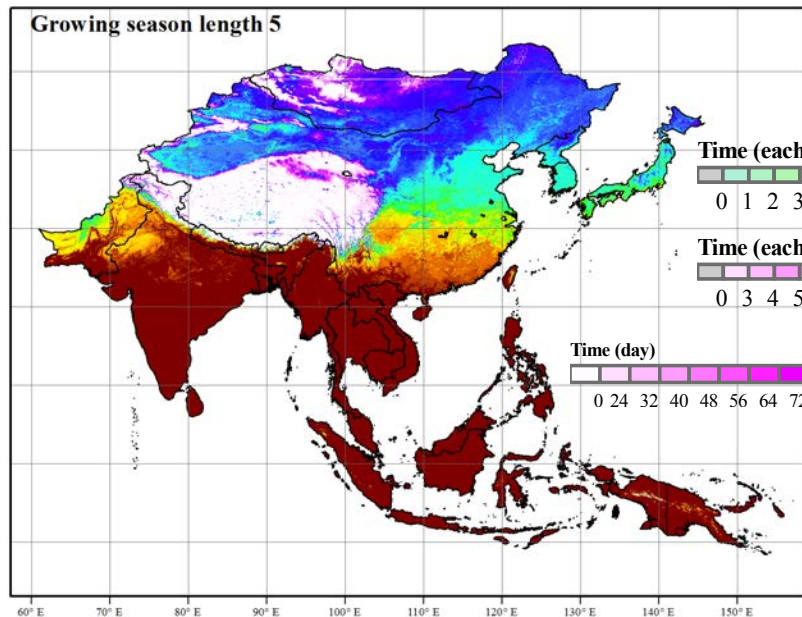 Growing season length 5
Time (each
0 1 2 3
Time (each
0 3 4 5
Time (day)
0 24 32 40 48 56 64 72
60° E 70° E 80° E 90° E 100° E 110° E 120° E 130° E 140° E 150° E